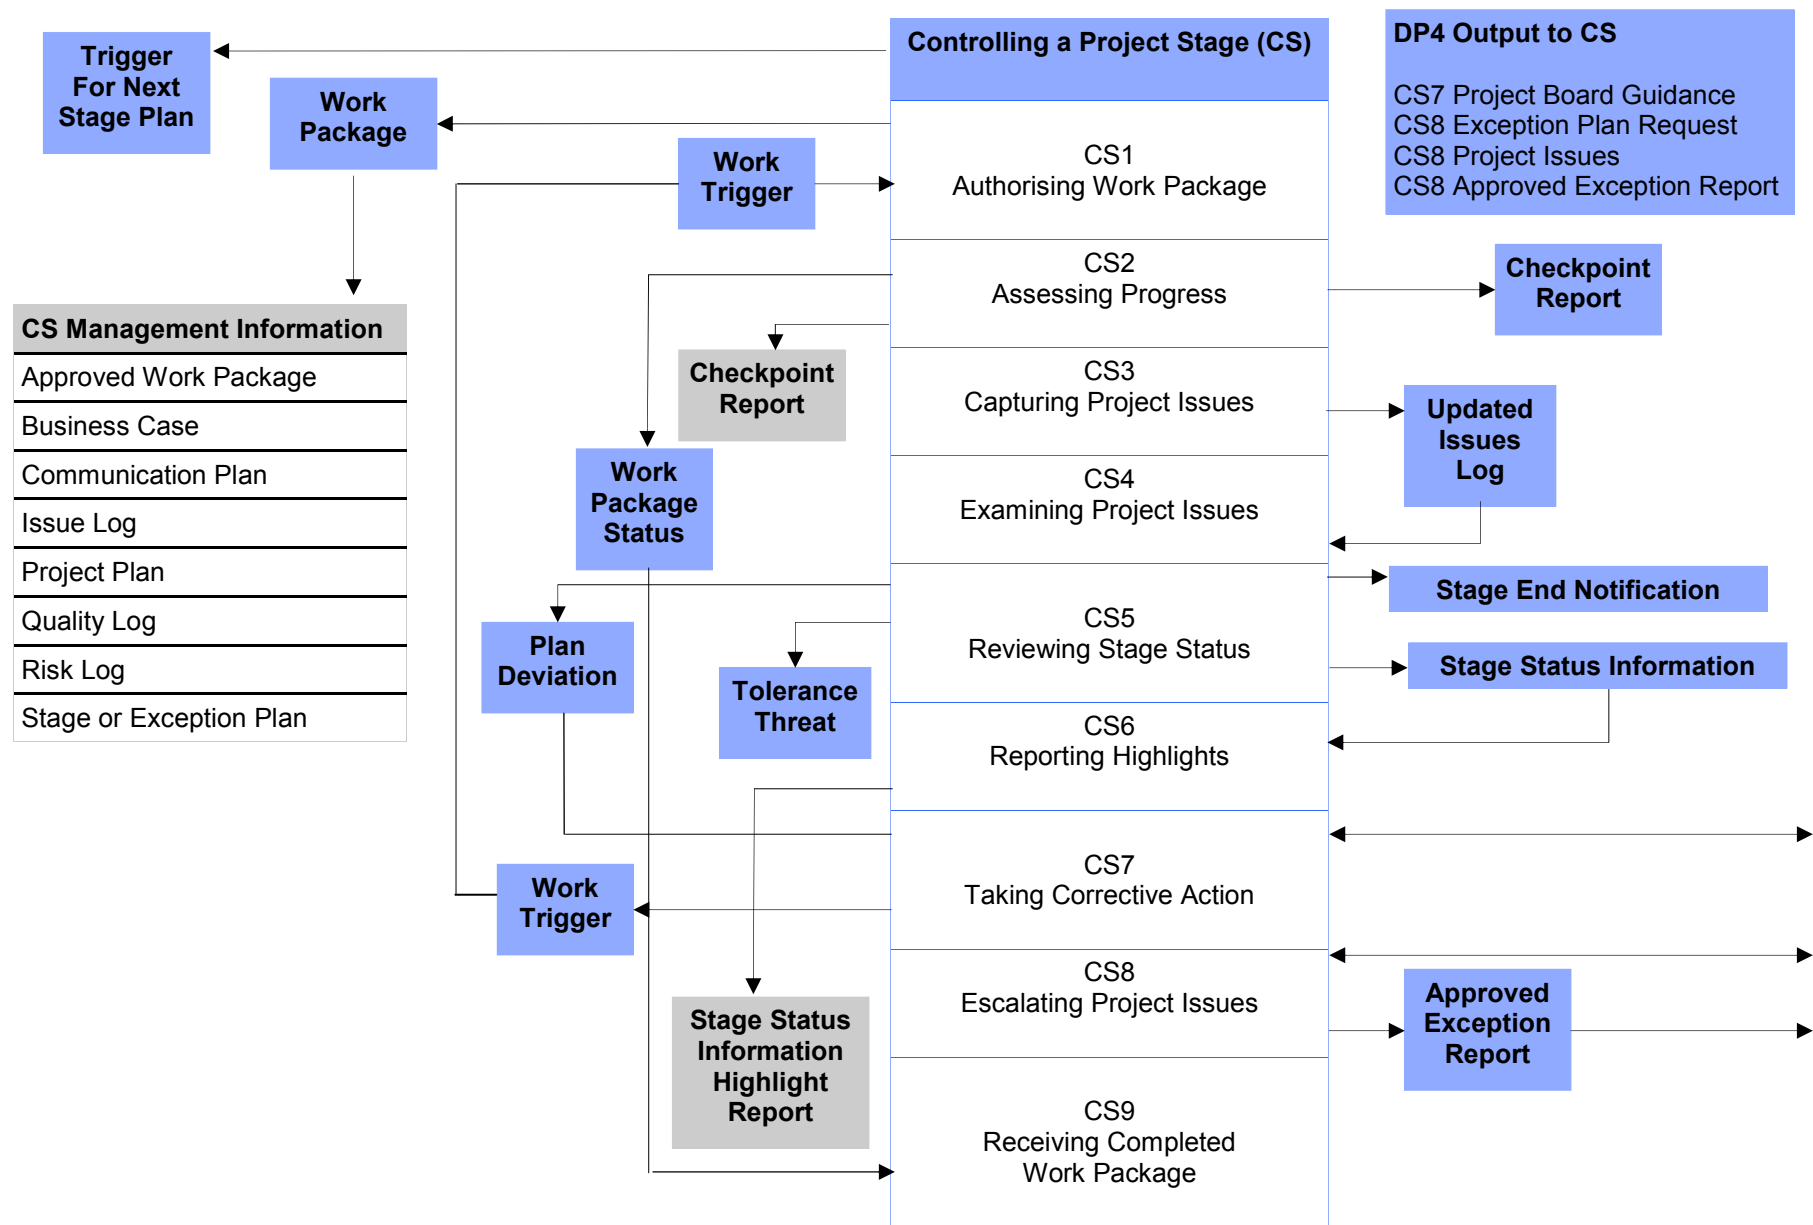 Trigger
For Next
Stage Plan
Work
Package
Work
Trigger
CS Management Information
Approved Work Package
Business Case
Communication Plan
Issue Log
Project Plan
Quality Log
Risk Log
Stage or Exception Plan
Checkpoint
Report
Work
Package
Status
Plan
Deviation
Tolerance
Threat
Work
Trigger
Stage Status
Information
Highlight
Report
Controlling a Project Stage (CS)
CS1
Authorising Work Package
CS2
Assessing Progress
CS3
Capturing Project Issues
CS4
Examining Project Issues
CS5
Reviewing Stage Status
CS6
Reporting Highlights
CS7
Taking Corrective Action
CS8
Escalating Project Issues
CS9
Receiving Completed
Work Package
DP4 Output to CS
CS7 Project Board Guidance
CS8 Exception Plan Request
CS8 Project Issues
CS8 Approved Exception Report
Checkpoint
Report
Updated
Issues
Log
Stage End Notification
Stage Status Information
Approved
Exception
Report